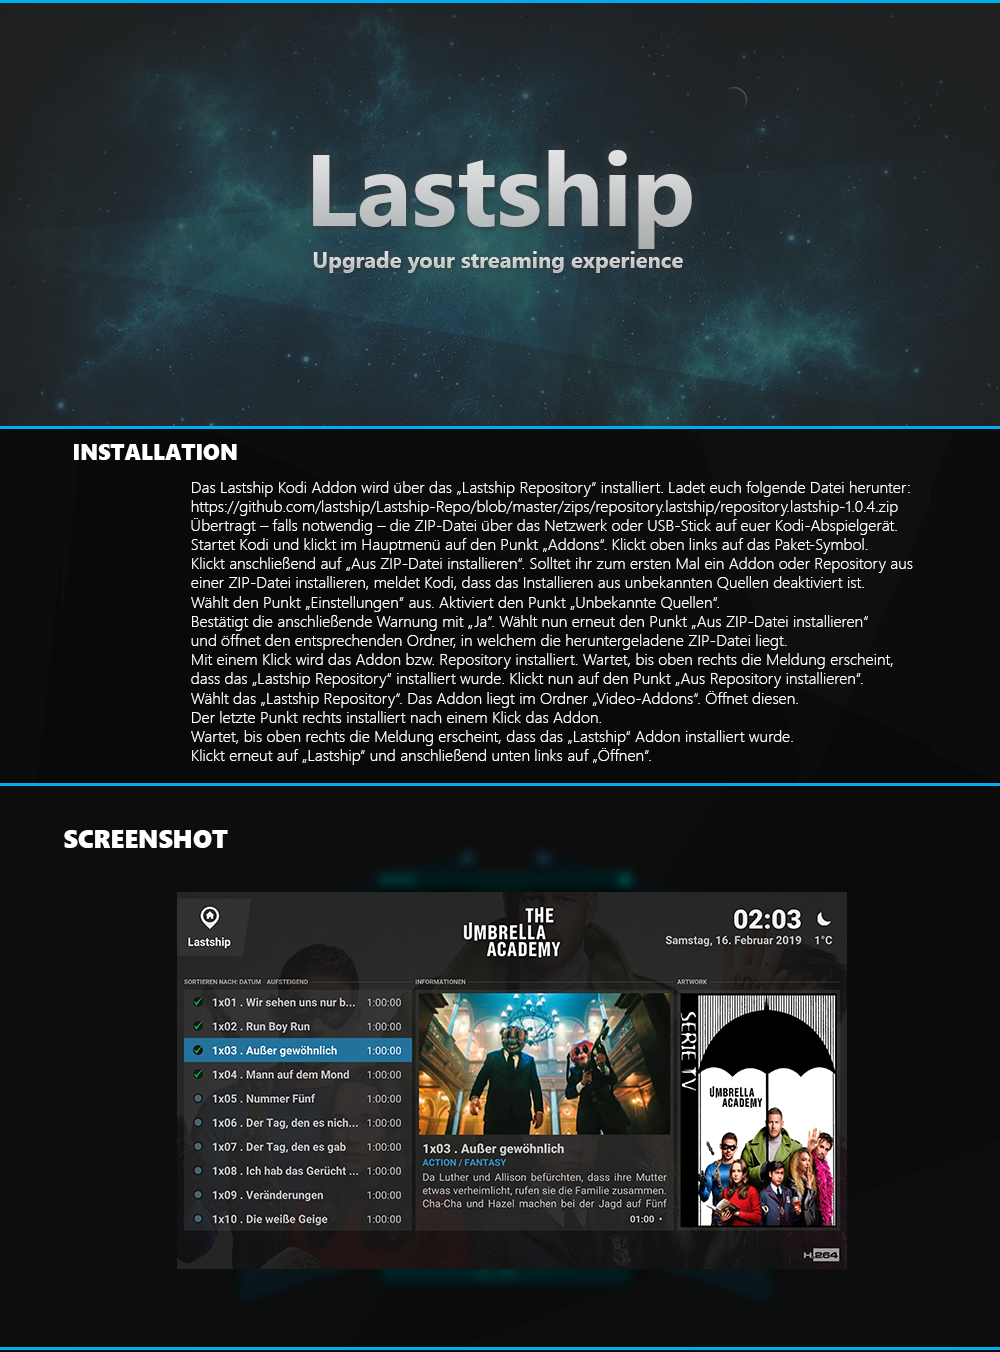 Lastship
Upgrade your streaming experience
INSTALLATION
Das Lastship Kodi Addon wird über das „Lastship Repository“ installiert. Ladet euch folgende Datei herunter:
https://github.com/lastship/Lastship-Repo/blob/master/zips/repository.lastship/repository.lastship-1.0.4.zip
Übertragt – falls notwendig – die ZIP-Datei über das Netzwerk oder USB-Stick auf euer Kodi-Abspielgerät.
Startet Kodi und klickt im Hauptmenü auf den Punkt „Addons“. Klickt oben links auf das Paket-Symbol.
Klickt anschließend auf „Aus ZIP-Datei installieren“. Solltet ihr zum ersten Mal ein Addon oder Repository aus
einer ZIP-Datei installieren, meldet Kodi, dass das Installieren aus unbekannten Quellen deaktiviert ist.
Wählt den Punkt „Einstellungen“ aus. Aktiviert den Punkt „Unbekannte Quellen“.
Bestätigt die anschließende Warnung mit „Ja“. Wählt nun erneut den Punkt „Aus ZIP-Datei installieren“
und öffnet den entsprechenden Ordner, in welchem die heruntergeladene ZIP-Datei liegt.
Mit einem Klick wird das Addon bzw. Repository installiert. Wartet, bis oben rechts die Meldung erscheint,
dass das „Lastship Repository“ installiert wurde. Klickt nun auf den Punkt „Aus Repository installieren“.
Wählt das „Lastship Repository“. Das Addon liegt im Ordner „Video-Addons“. Öffnet diesen.
Der letzte Punkt rechts installiert nach einem Klick das Addon.
Wartet, bis oben rechts die Meldung erscheint, dass das „Lastship“ Addon installiert wurde.
Klickt erneut auf „Lastship“ und anschließend unten links auf „Öffnen“.
SCREENSHOT
Lastship
THE
UMBRELLA
ACADEMY
02:03
Samstag, 16. Februar 2019 1°C
SORTIEREN NACH: DATUM AUFSTEIGEND
1x01 . Wir sehen uns nur b... 1:00:00
1x02 . Run Boy Run 1:00:00
1x03 . Außer gewöhnlich 1:00:00
1x04 . Mann auf dem Mond 1:00:00
1x05 . Nummer Fünf 1:00:00
1x06 . Der Tag, den es nich... 1:00:00
1x07 . Der Tag, den es gab 1:00:00
1x08 . Ich hab das Gerücht ... 1:00:00
1x09 . Veränderungen 1:00:00
1x10 . Die weiße Geige 1:00:00
INFORMATIONEN
1x03 . Außer gewöhnlich
ACTION / FANTASY
Da Luther und Allison befürchten, dass ihre Mutter
etwas verheimlicht, rufen sie die Familie zusammen.
Cha-Cha und Hazel machen bei der Jagd auf Fünf
01:00 •
ARTWORK
SERIE TV
UMBRELLA
ACADEMY
H.264